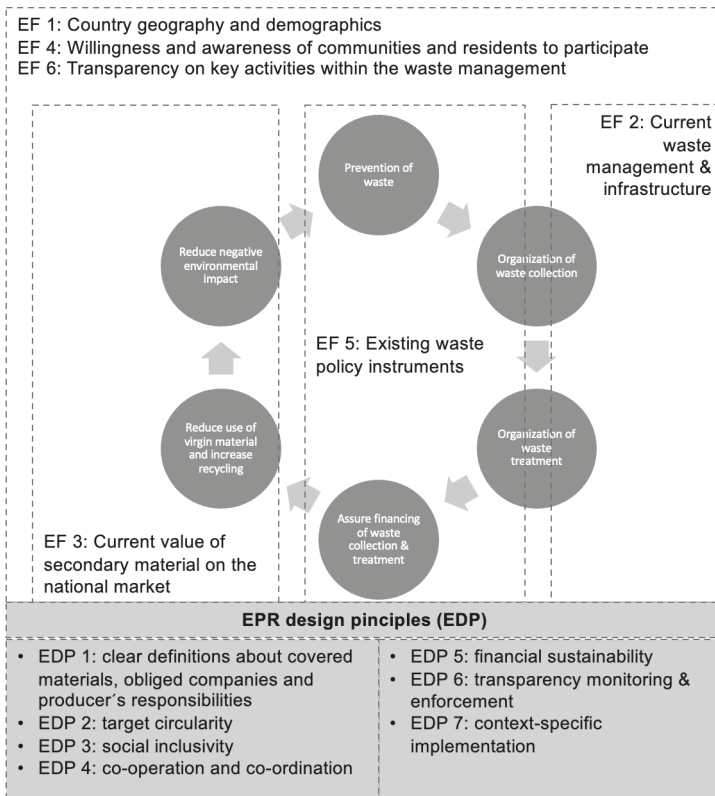 EF 1: Country geography and demographics
EF 4: Willingness and awareness of communities and residents to participate
EF 6: Transparency on key activities within the waste management
EF 2: Current
waste
management &
infrastructure
Prevention of
waste
Organization of
waste collection
Organization of
waste
treatment
Assure financing
of waste
collection &
treatment
Reduce use of
virgin material
and increase
recycling
Reduce negative
environmental
impact
EF 5: Existing waste
policy instruments
EF 3: Current value of
secondary material on the
national market
EPR design pinciples (EDP)
• EDP 1: clear definitions about covered
materials, obliged companies and
producer´s responsibilities
• EDP 2: target circularity
• EDP 3: social inclusivity
• EDP 4: co-operation and co-ordination
• EDP 5: financial sustainability
• EDP 6: transparency monitoring &
enforcement
• EDP 7: context-specific
implementation